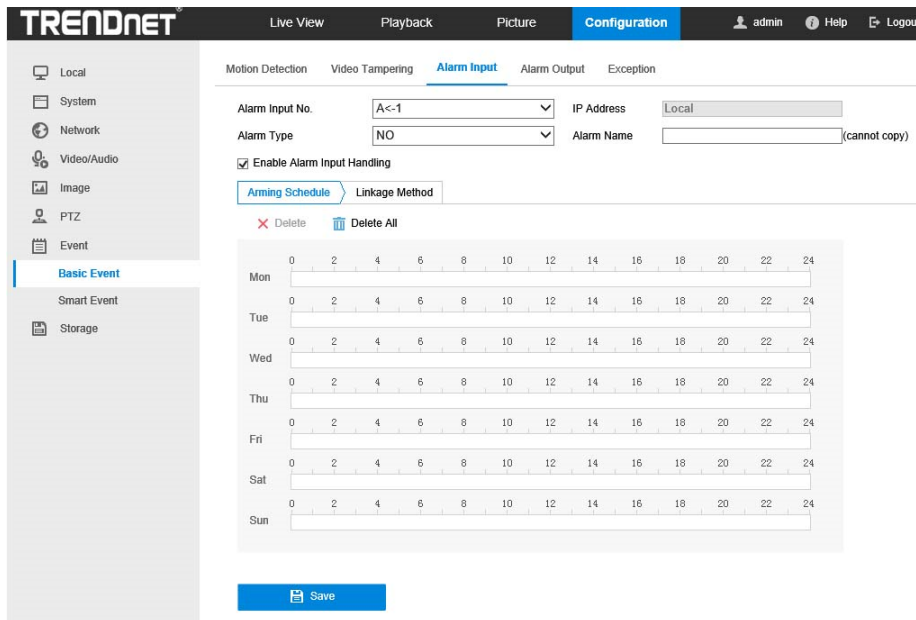 TRENDNET® Live View Playback Picture Configuration admin Help Logou
Motion Detection Video Tampering Alarm Input Alarm Output Exception
Local
System
Network
Video/Audio
Image
PTZ
Event
Basic Event
Smart Event
Storage
Alarm Input No. A<-1 IP Address Local
Alarm Type NO Alarm Name (cannot copy)
Enable Alarm Input Handling
Arming Schedule Linkage Method
Delete Delete All
0 2 4 6 8 10 12 14 16 18 20 22 24
Mon
0 2 4 6 8 10 12 14 16 18 20 22 24
Tue
0 2 4 6 8 10 12 14 16 18 20 22 24
Wed
0 2 4 6 8 10 12 14 16 18 20 22 24
Thu
0 2 4 6 8 10 12 14 16 18 20 22 24
Fri
0 2 4 6 8 10 12 14 16 18 20 22 24
Sat
0 2 4 6 8 10 12 14 16 18 20 22 24
Sun
Save